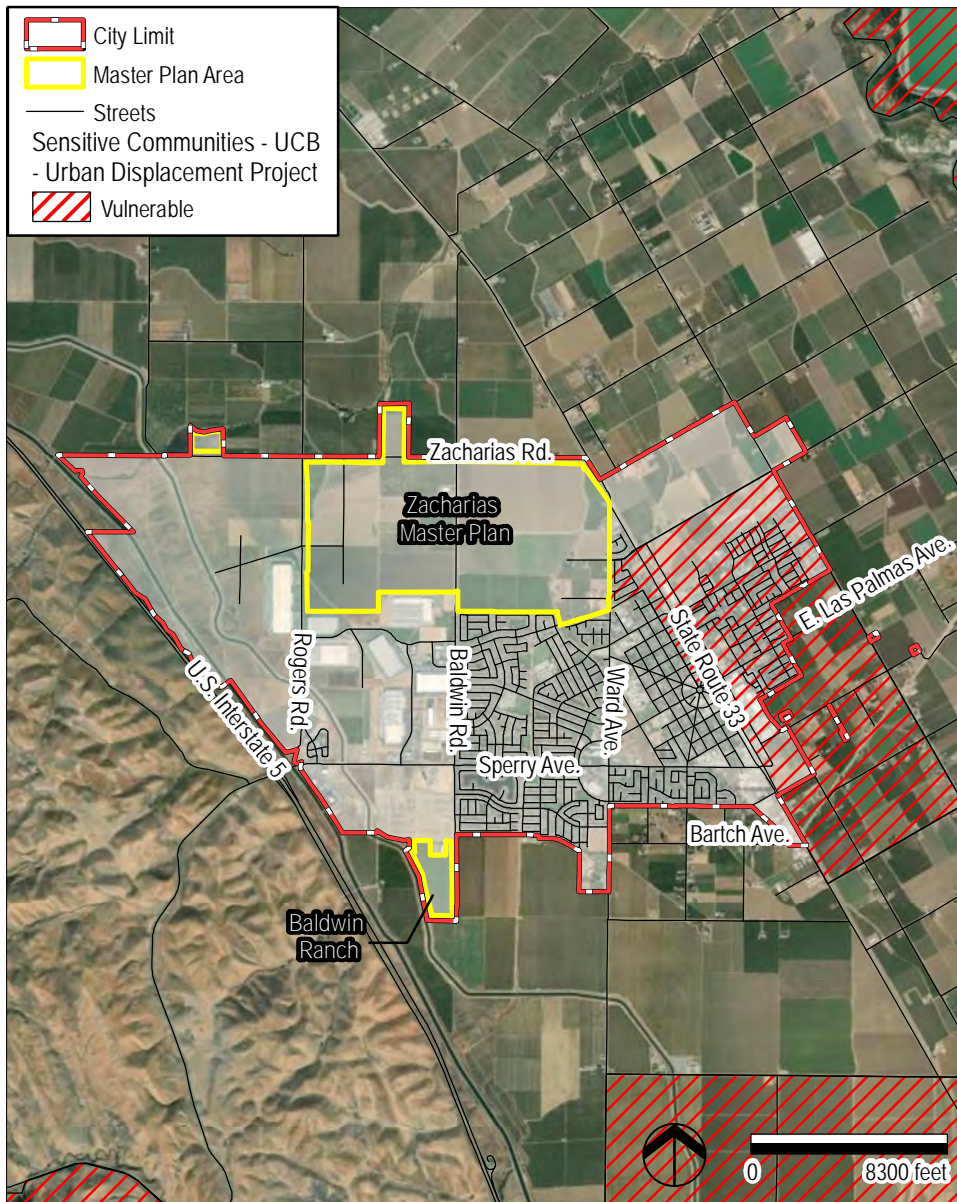 City Limit
Master Plan Area
Streets
Sensitive Communities - UCB
- Urban Displacement Project
Vulnerable
Zacharias Rd.
Zacharias
Master Plan
E. Las Palmas Ave.
State Route 33
Rogers Rd.
Baldwin Rd.
Ward Ave.
U.S. Interstate 5
Sperry Ave.
Bartch Ave.
Baldwin
Ranch
0
8300 feet